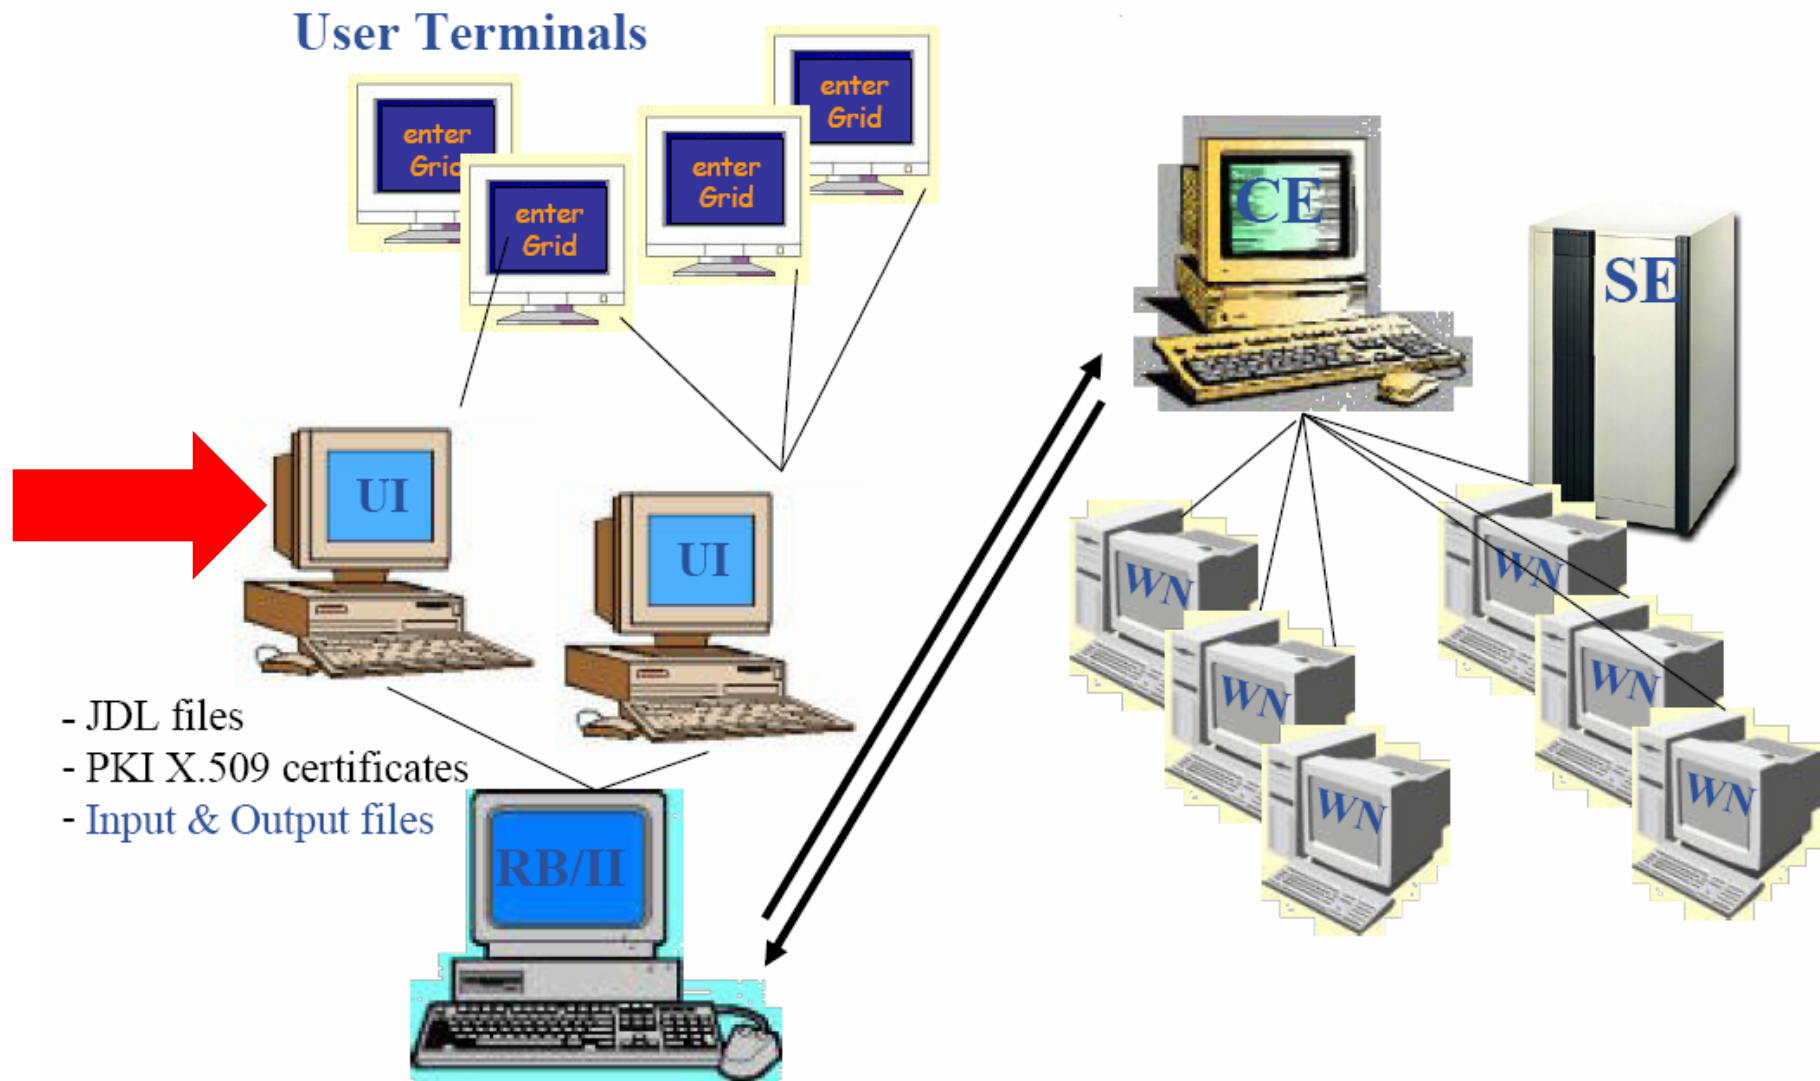 User Terminals
enter
Grid
enter
Grid
enter
Grid
enter
Grid
CE
SE
UI
UI
WN
WN
WN
WN
WN
WN
- JDL files
- PKI X.509 certificates
- Input & Output files
RB/II